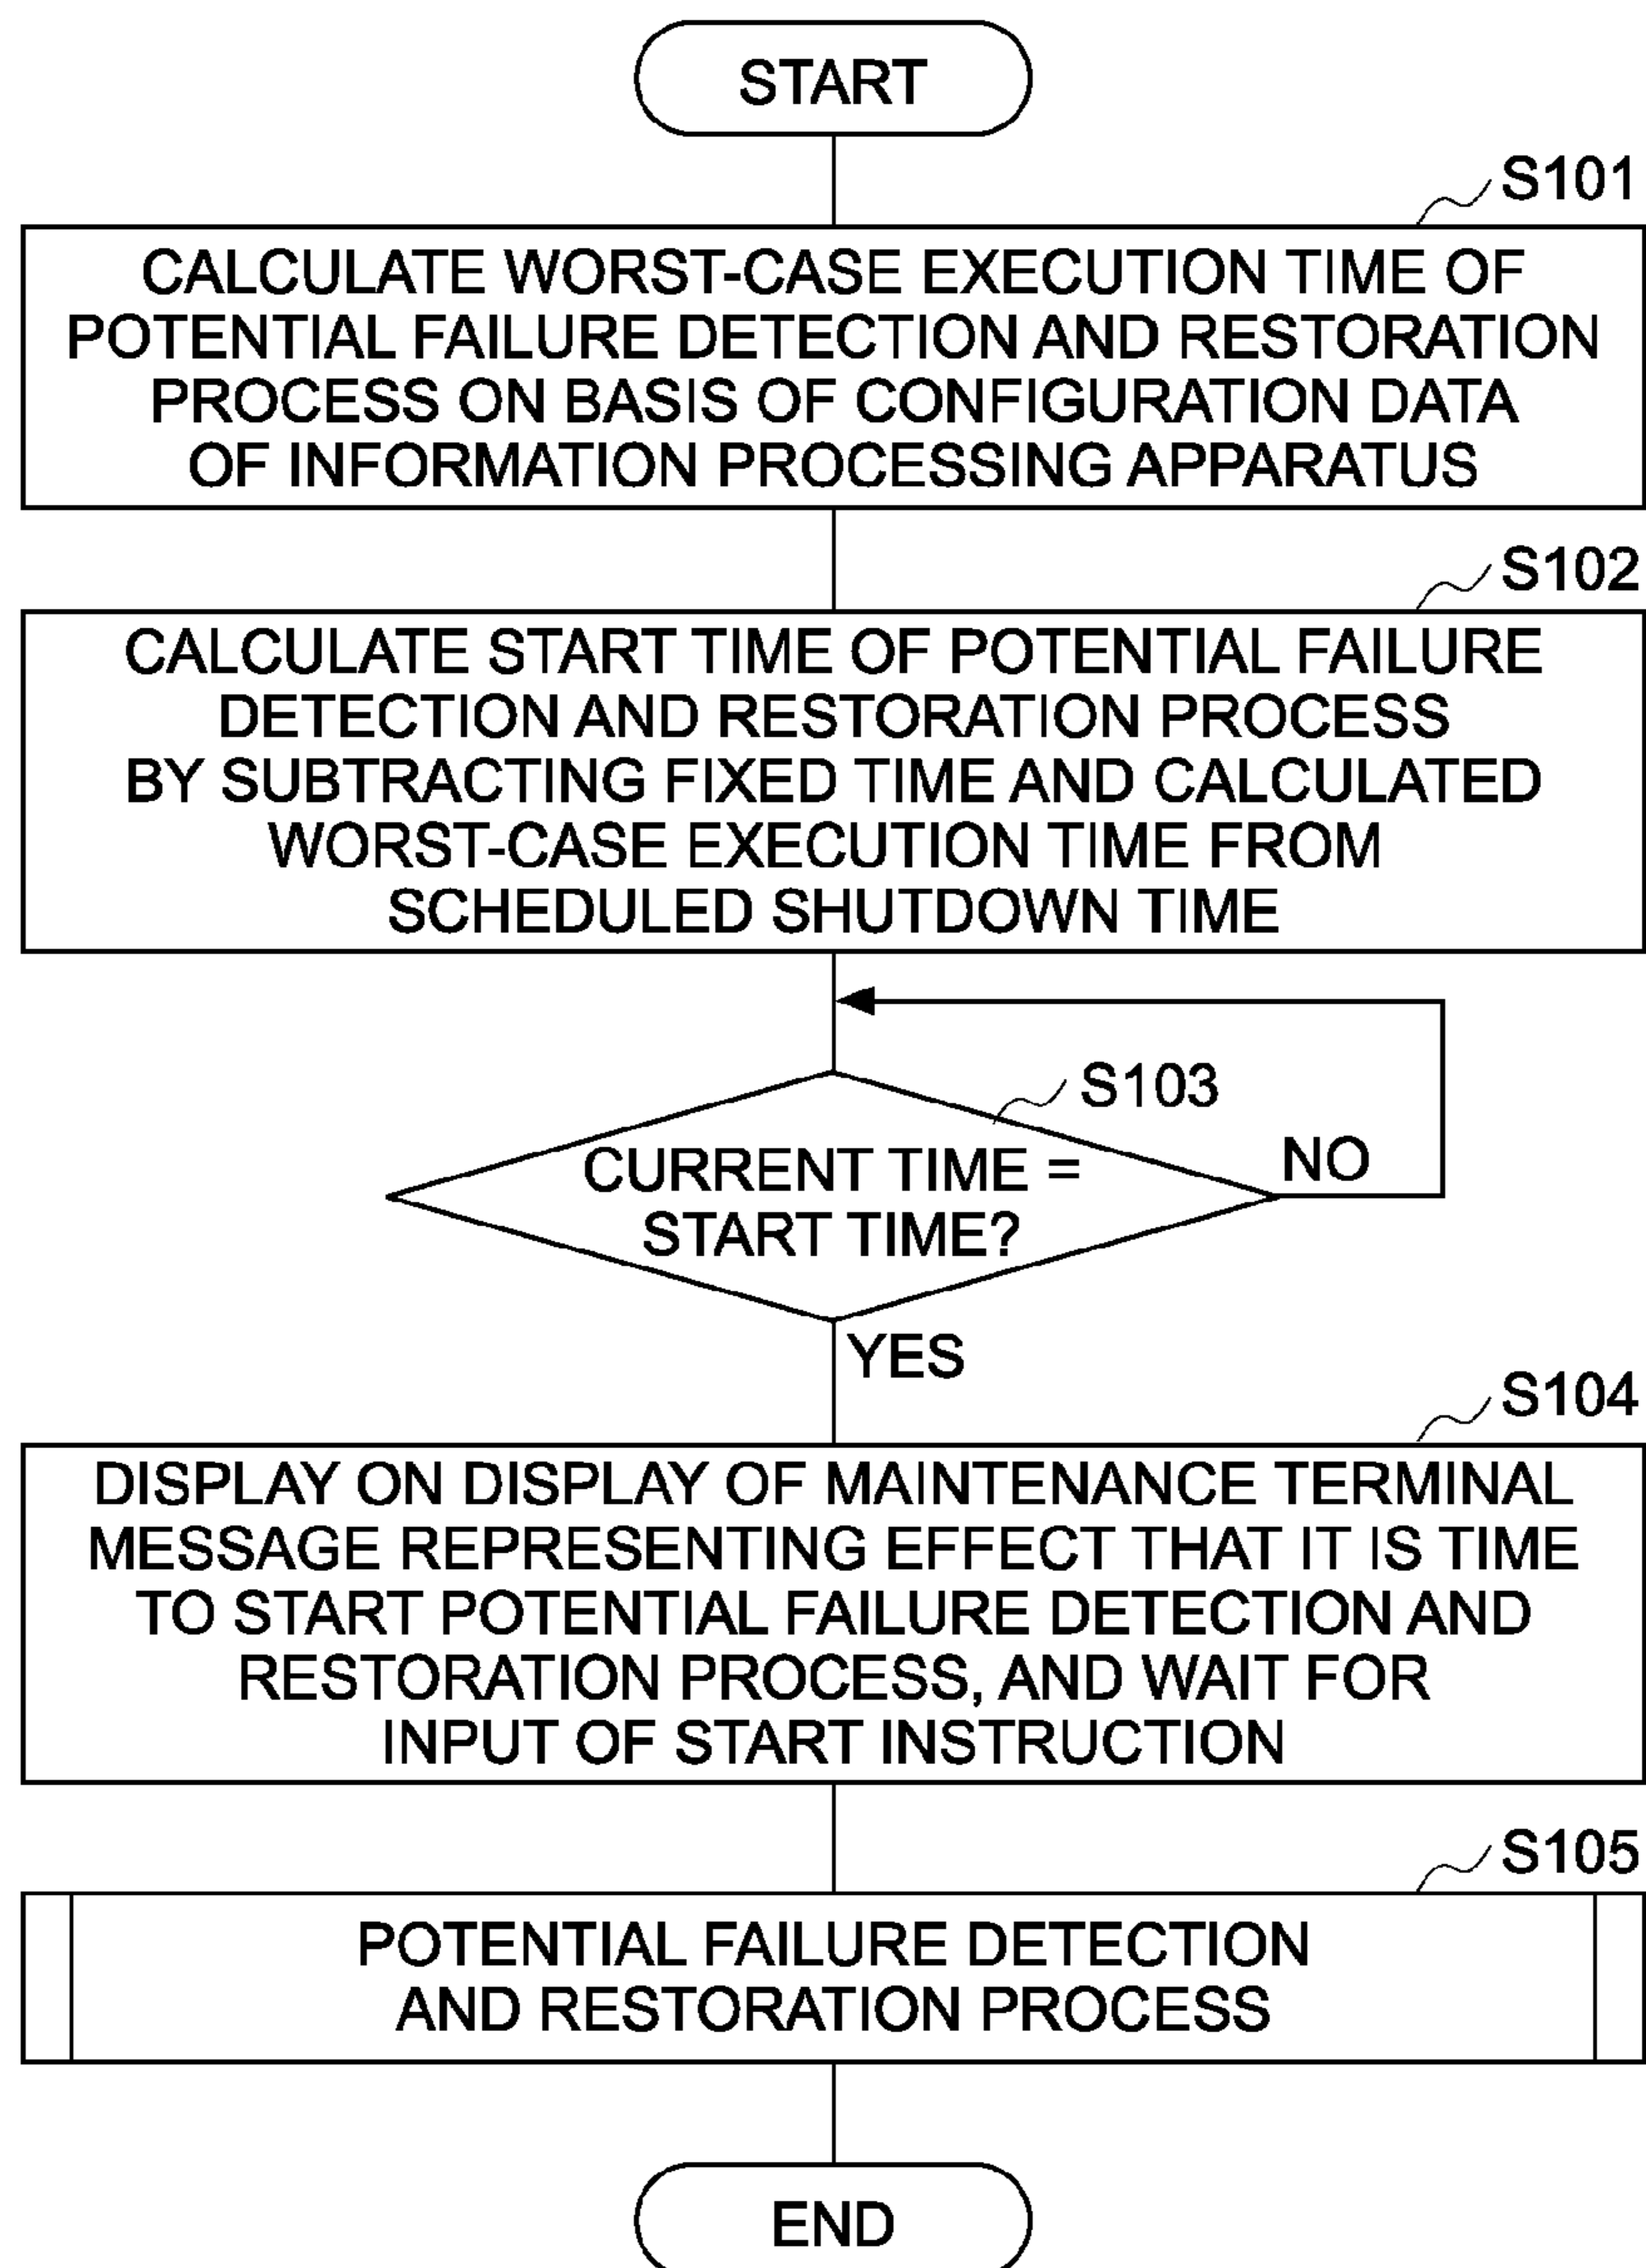 START
S101
CALCULATE WORST-CASE EXECUTION TIME OF
POTENTIAL FAILURE DETECTION AND RESTORATION
PROCESS ON BASIS OF CONFIGURATION DATA
OF INFORMATION PROCESSING APPARATUS
S102
CALCULATE START TIME OF POTENTIAL FAILURE
DETECTION AND RESTORATION PROCESS
BY SUBTRACTING FIXED TIME AND CALCULATED
WORST-CASE EXECUTION TIME FROM
SCHEDULED SHUTDOWN TIME
S103
CURRENT TIME =
START TIME?
NO
YES
S104
DISPLAY ON DISPLAY OF MAINTENANCE TERMINAL
MESSAGE REPRESENTING EFFECT THAT IT IS TIME
TO START POTENTIAL FAILURE DETECTION AND
RESTORATION PROCESS, AND WAIT FOR
INPUT OF START INSTRUCTION
S105
POTENTIAL FAILURE DETECTION
AND RESTORATION PROCESS
END